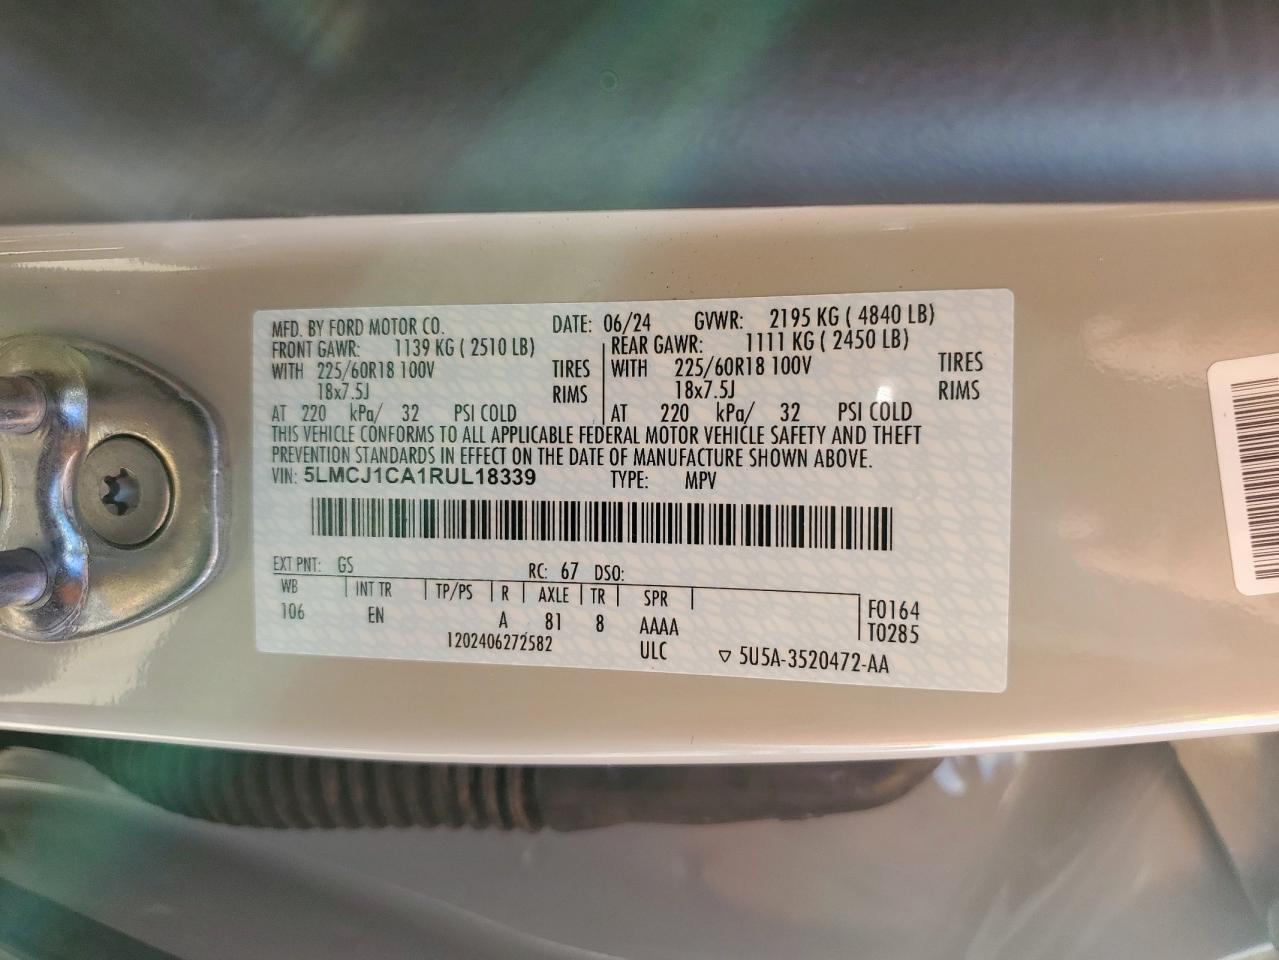 MFD. BY FORD MOTOR CO. DATE: 06/24 GVWR: 2195 KG ( 4840 LB)
FRONT GAWR: 1139 KG ( 2510 LB) REAR GAWR: 1111 KG ( 2450 LB)
WITH 225/60R18 100V TIRES WITH 225/60R18 100V TIRES
18x7.5J RIMS 18x7.5J RIMS
AT 220 kPa/ 32 PSI COLD AT 220 kPa/ 32 PSI COLD
THIS VEHICLE CONFORMS TO ALL APPLICABLE FEDERAL MOTOR VEHICLE SAFETY AND THEFT
PREVENTION STANDARDS IN EFFECT ON THE DATE OF MANUFACTURE SHOWN ABOVE.
VIN: 5LMCJ1CA1RUL18339 TYPE: MPV
EXT PNT: GS RC: 67 DSO:
WB INT TR TP/PS R AXLE TR SPR
106 EN A 81 8 AAAA F0164
T0285
1202406272582 ULC ▽ 5U5A-3520472-AA